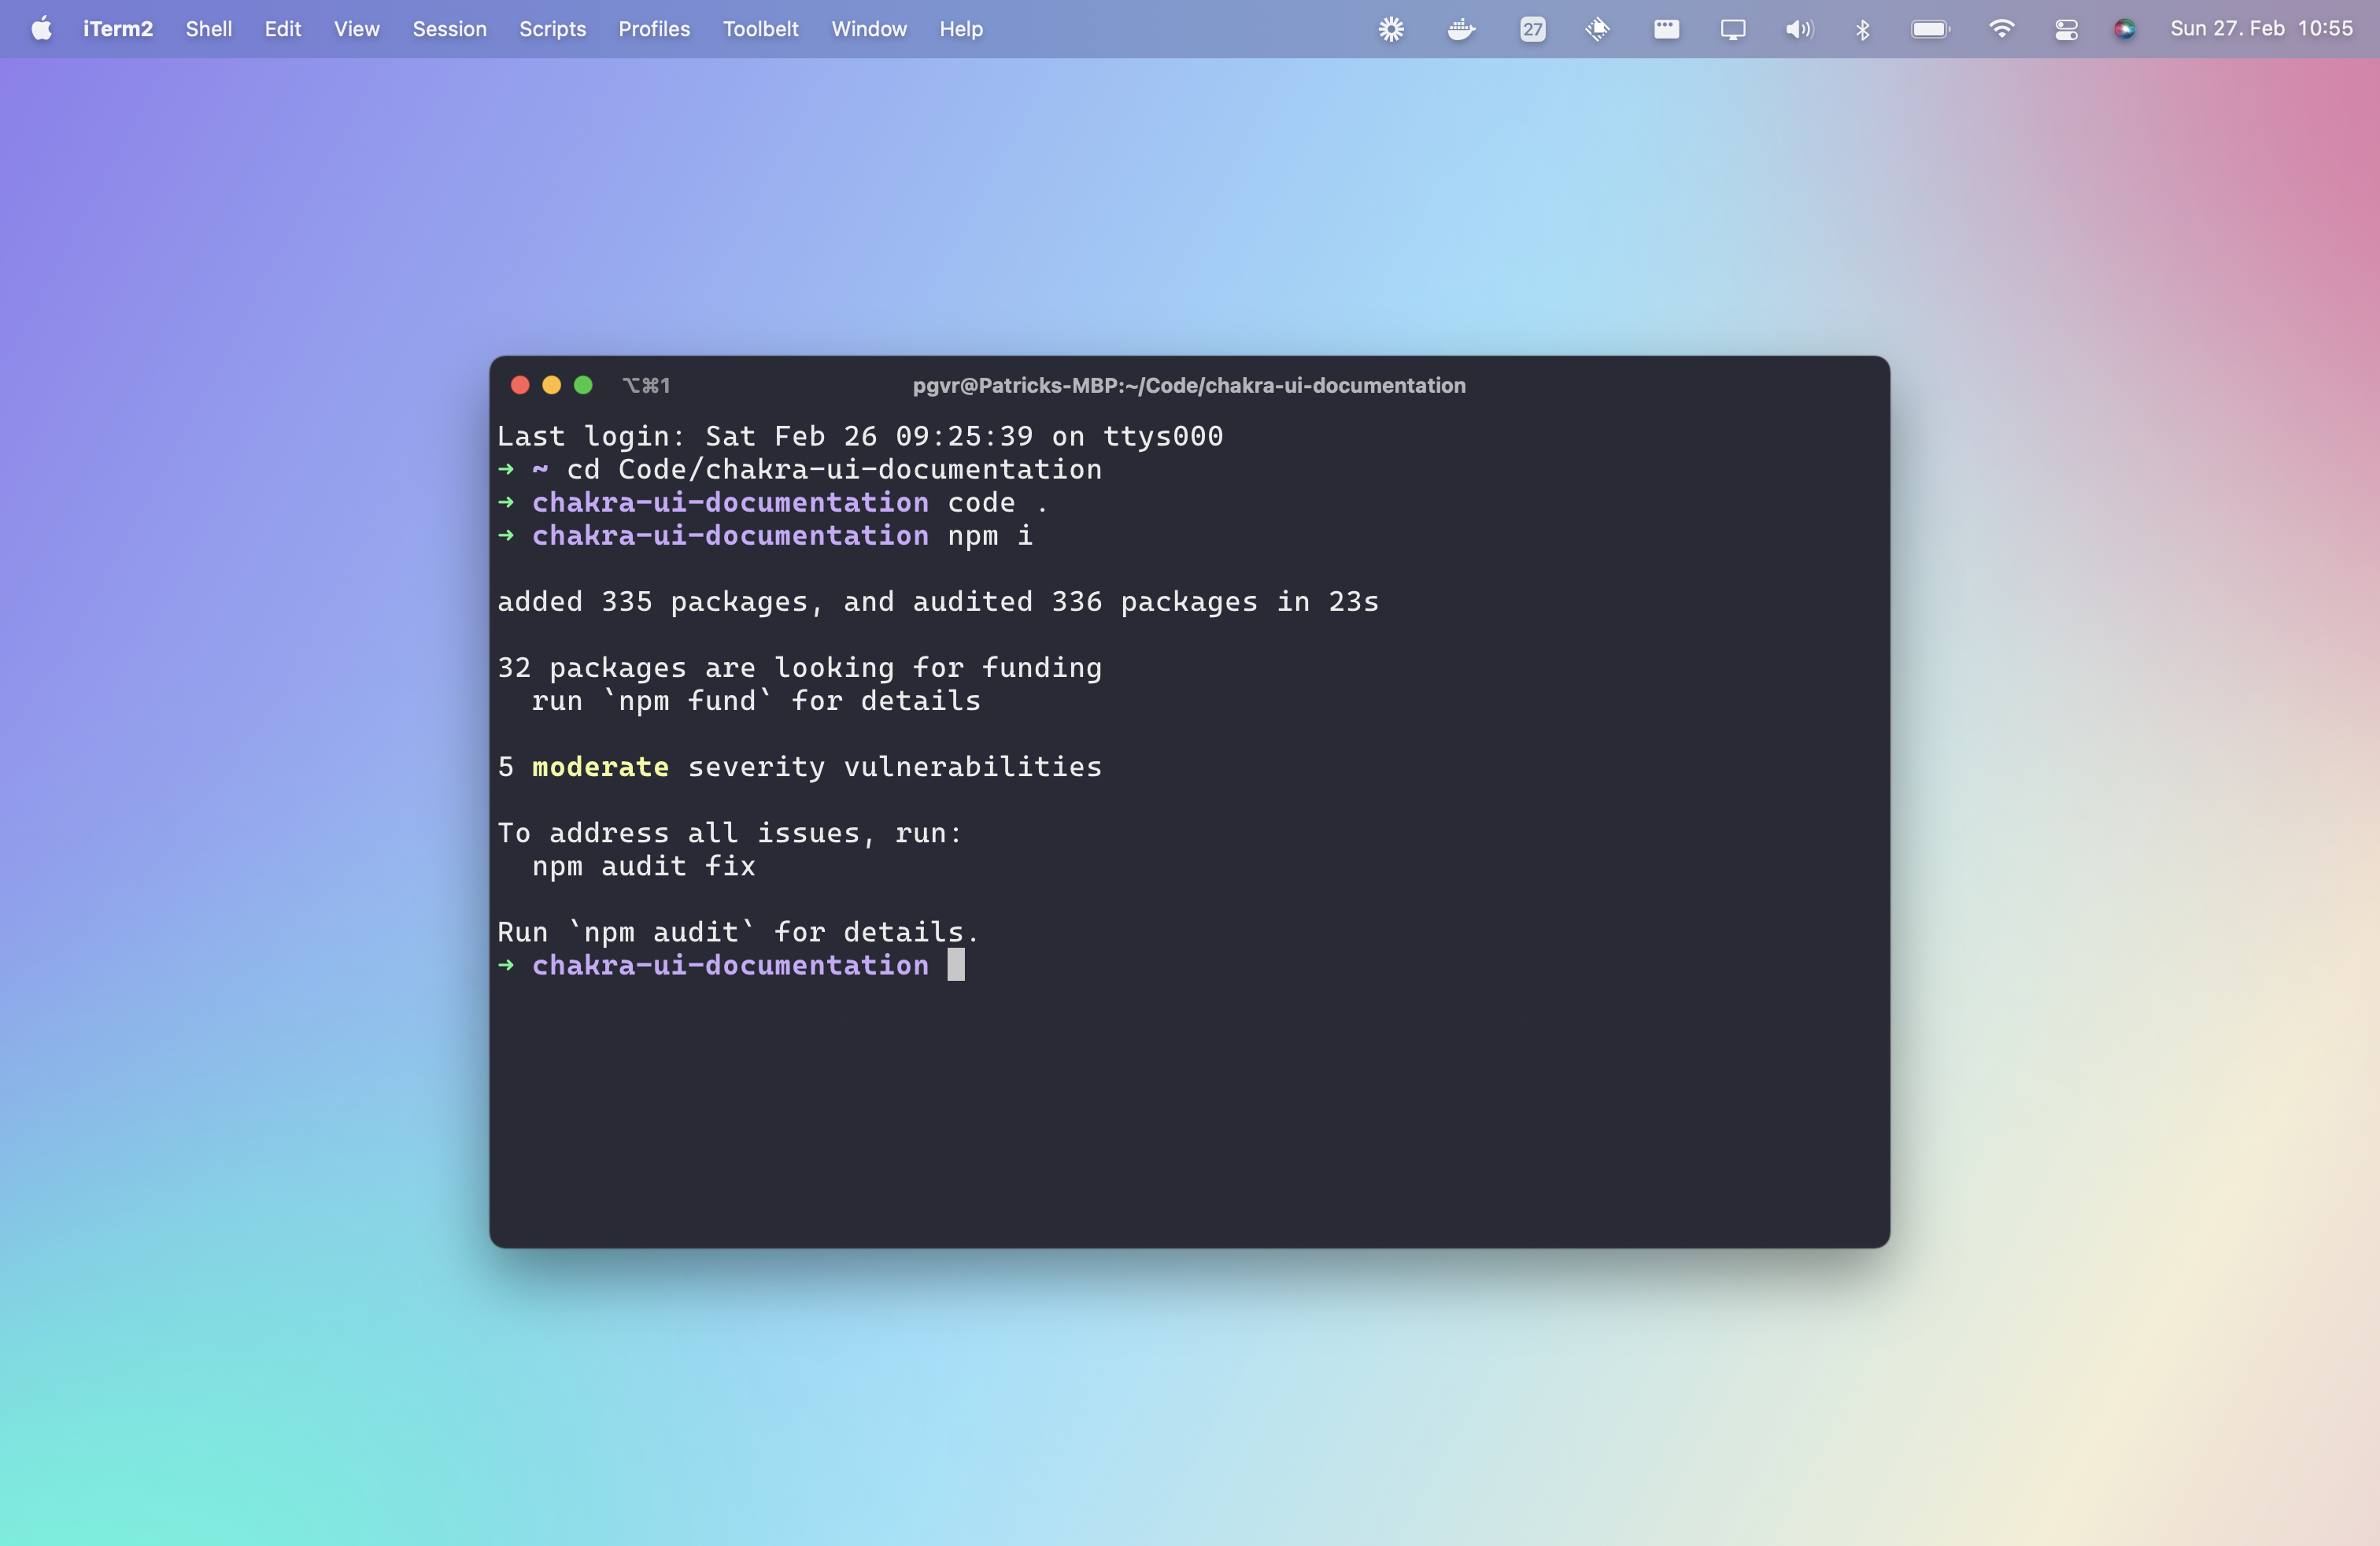 iTerm2 Shell Edit View Session Scripts Profiles Toolbelt Window Help 27 Sun 27. Feb 10:55
⌥⌘1 pgvr@Patricks-MBP:~/Code/chakra-ui-documentation
Last login: Sat Feb 26 09:25:39 on ttys000
→ ~ cd Code/chakra-ui-documentation
→ chakra-ui-documentation code .
→ chakra-ui-documentation npm i
added 335 packages, and audited 336 packages in 23s
32 packages are looking for funding
run `npm fund` for details
5 moderate severity vulnerabilities
To address all issues, run:
npm audit fix
Run `npm audit` for details.
→ chakra-ui-documentation